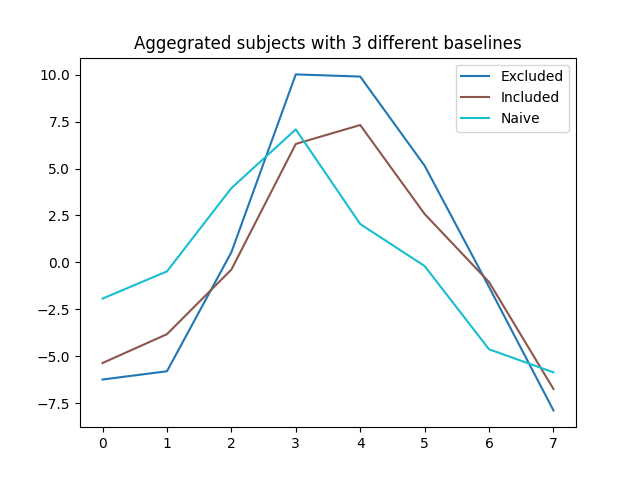 Aggegrated subjects with 3 different baselines
Excluded
Included
Naive
10.0
7.5
5.0
2.5
0.0
−2.5
−5.0
−7.5
0 1 2 3 4 5 6 7